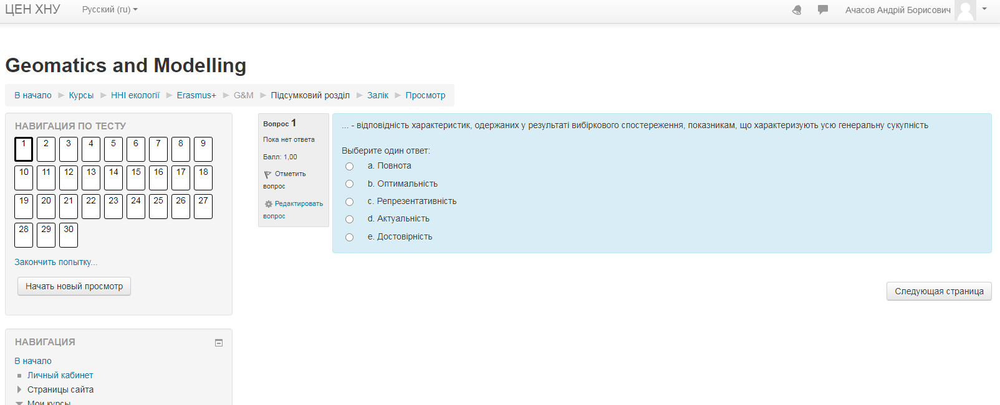 ЦЕН ХНУ
Русский (ru)
Ачасов Андрій Борисович
Geomatics and Modelling
В начало
Курсы
ННІ екології
Erasmus+
G&M
Підсумковий розділ
Залік
Просмотр
НАВИГАЦИЯ ПО ТЕСТУ
1 2 3 4 5 6 7 8 9
10 11 12 13 14 15 16 17 18
19 20 21 22 23 24 25 26 27
28 29 30
Закончить попытку...
Начать новый просмотр
НАВИГАЦИЯ
В начало
Личный кабинет
Страницы сайта
Мои курсы
Вопрос 1
Пока нет ответа
Балл: 1,00
Отметить
вопрос
Редактировать
вопрос
... - відповідність характеристик, одержаних у результаті вибіркового спостереження, показникам, що характеризують усю генеральну сукупність
Выберите один ответ:
a. Повнота
b. Оптимальність
c. Репрезентативність
d. Актуальність
e. Достовірність
Следующая страница